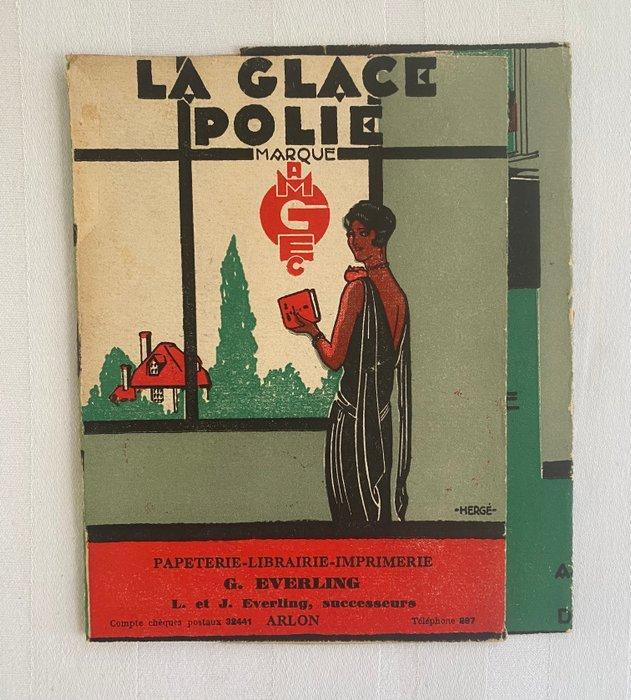 LA GLACE
POLIE
MARQUE
AMGEC
-HERGÉ-
PAPETERIE-LIBRAIRIE-IMPRIMERIE
G. EVERLING
L. et J. Everling, successeurs
Compte chèques postaux 32441 ARLON Téléphone 287